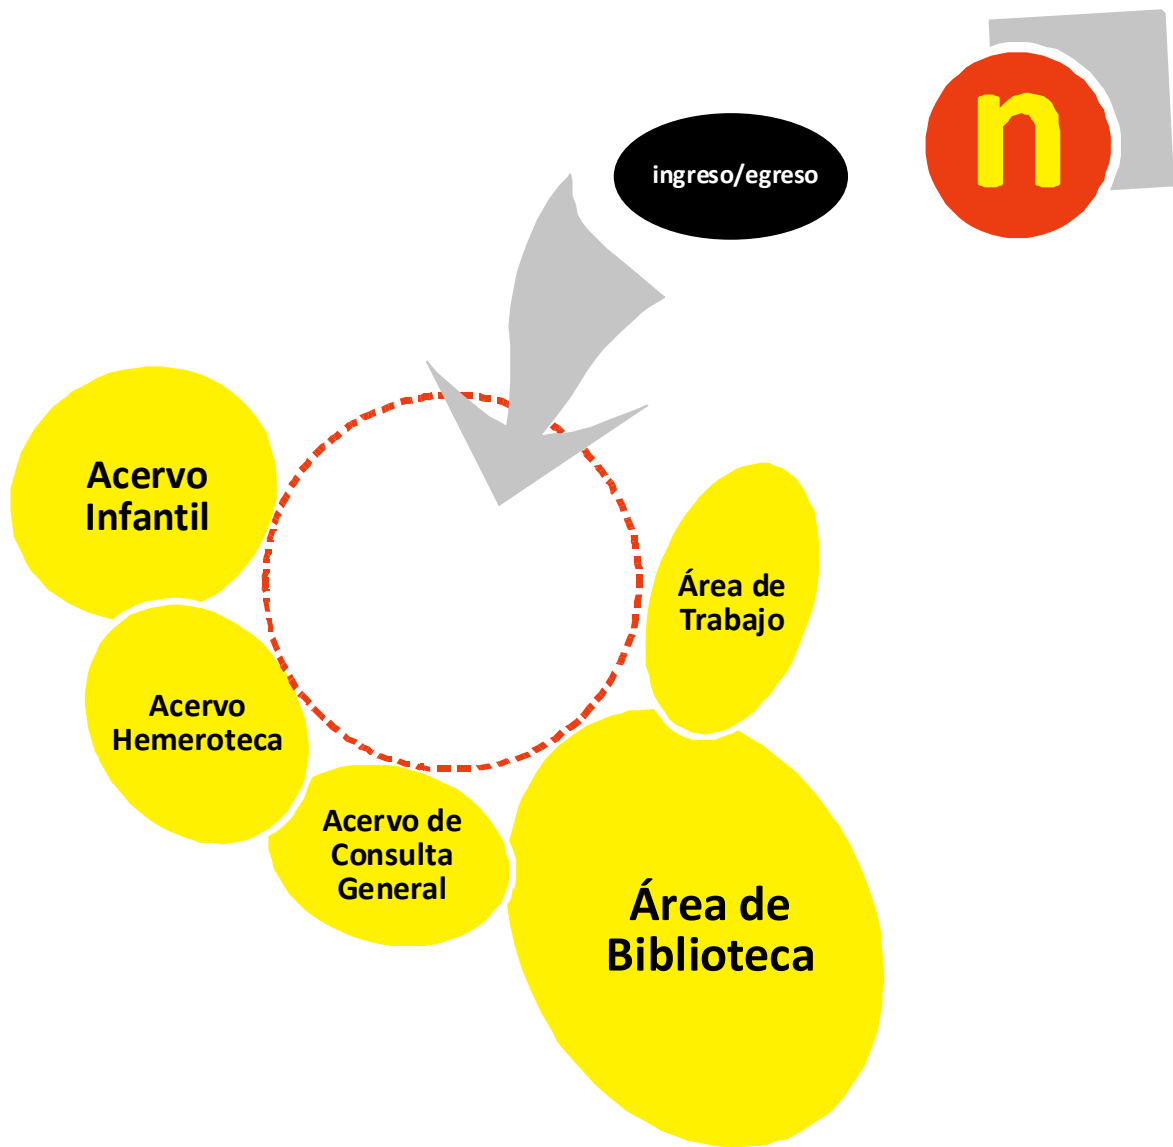 n
ingreso/egreso
Acervo
Infantil
Área de
Trabajo
Acervo
Hemeroteca
Acervo de
Consulta
General
Área de
Biblioteca